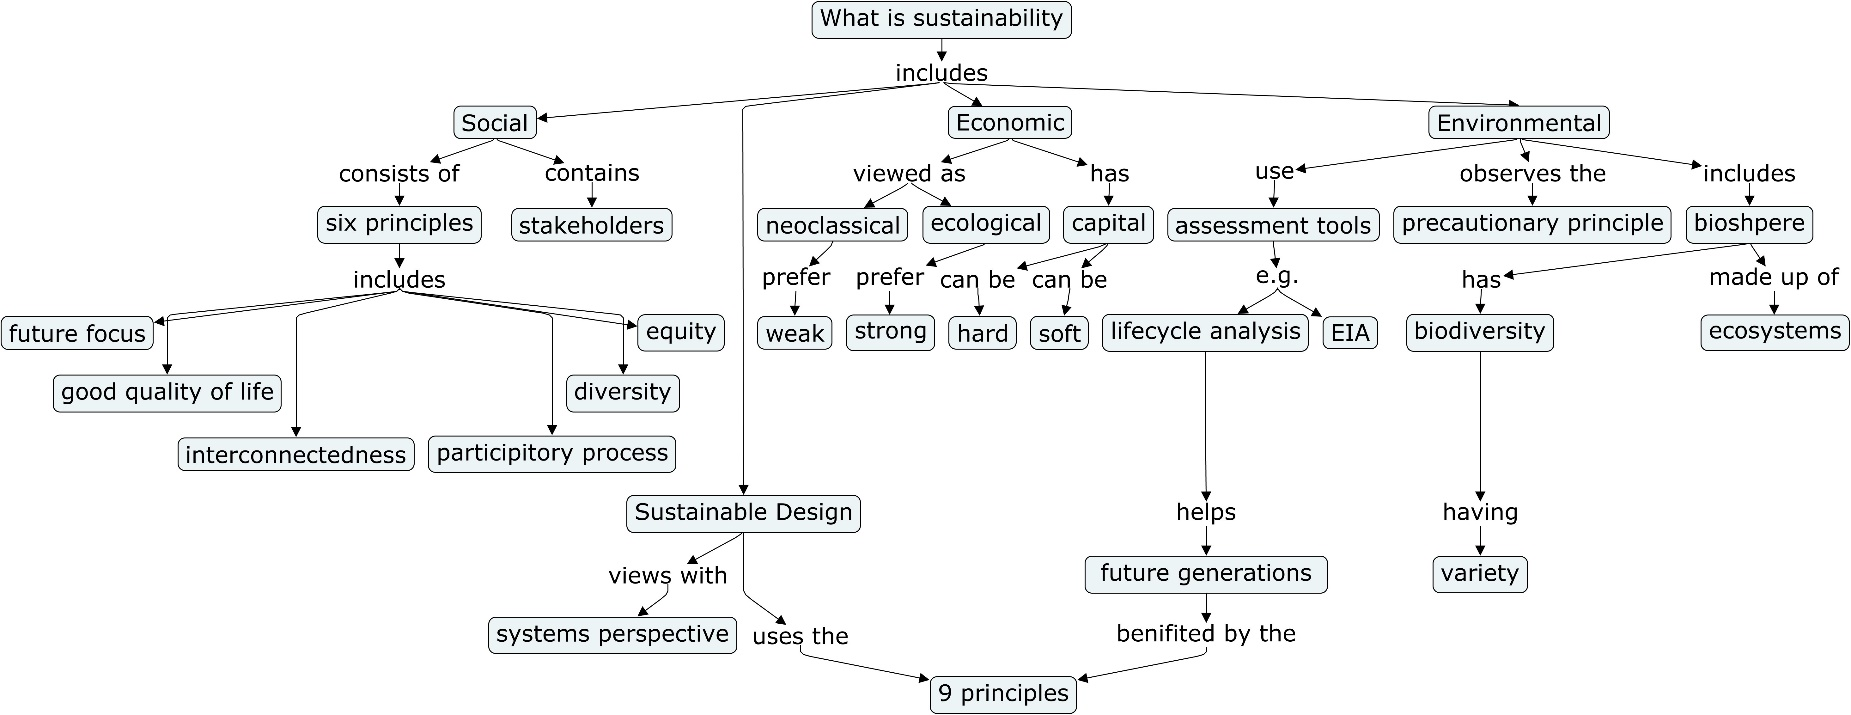 What is sustainability
includes
Social
Economic
Environmental
consists of
contains
viewed as
has
use
observes the
includes
six principles
stakeholders
neoclassical
ecological
capital
assessment tools
precautionary principle
bioshpere
includes
prefer
prefer
can be
can be
e.g.
has
made up of
future focus
equity
weak
strong
hard
soft
lifecycle analysis
EIA
biodiversity
ecosystems
good quality of life
diversity
interconnectedness
participitory process
Sustainable Design
helps
having
views with
future generations
variety
systems perspective
uses the
benifited by the
9 principles